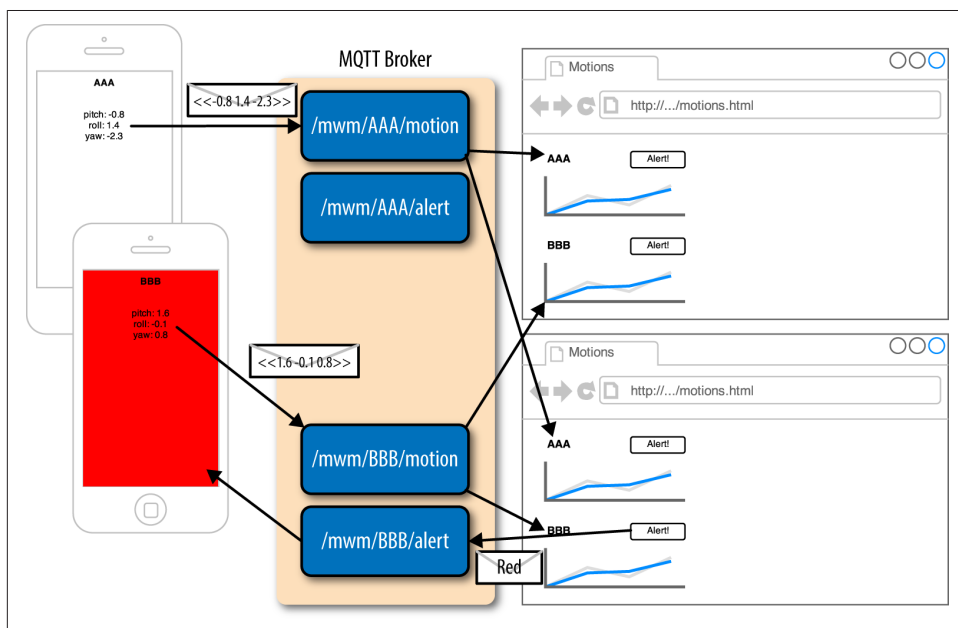 MQTT Broker
AAA
pitch: -0.8
roll: 1.4
yaw: -2.3
<<-0.8 1.4 -2.3>>
/mwm/AAA/motion
/mwm/AAA/alert
BBB
pitch: 1.6
roll: -0.1
yaw: 0.8
<<1.6 -0.1 0.8>>
/mwm/BBB/motion
/mwm/BBB/alert
Red
Motions
http://.../motions.html
AAA
Alert!
BBB
Alert!
Motions
http://.../motions.html
AAA
Alert!
BBB
Alert!